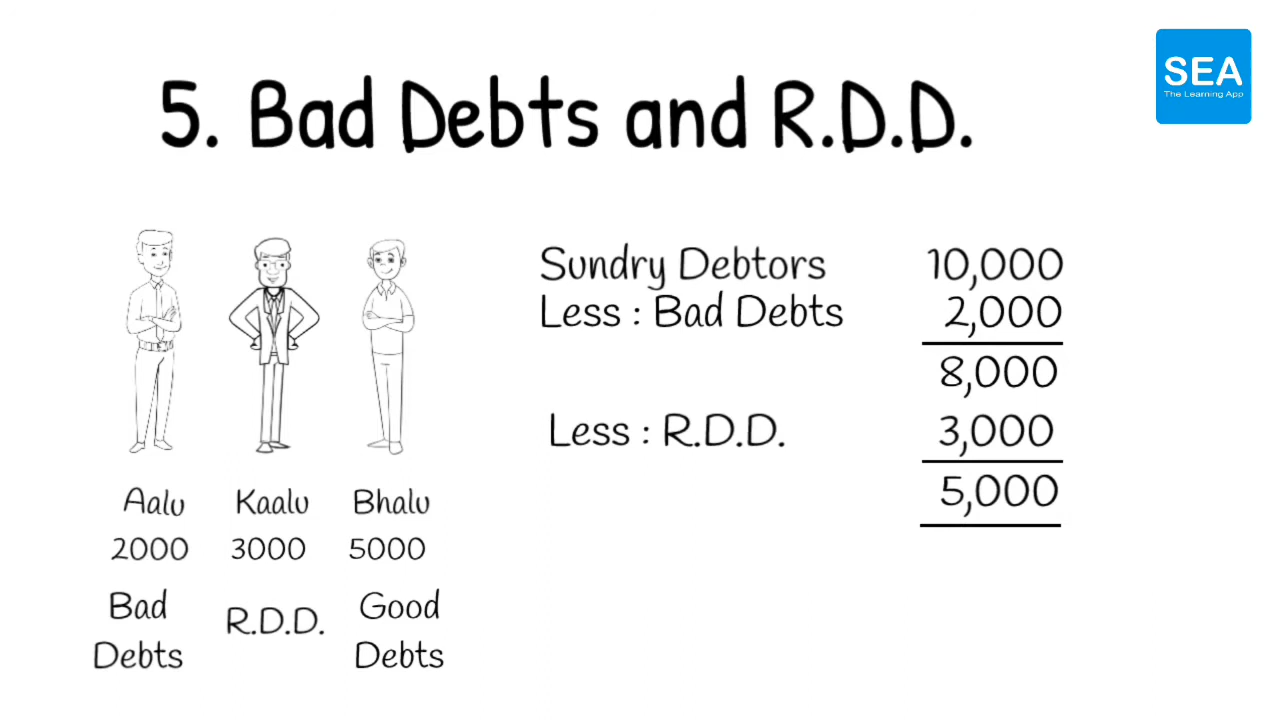 SEA
The Learning App
5. Bad Debts and R.D.D.
Sundry Debtors 10,000
Less : Bad Debts 2,000
8,000
Less : R.D.D. 3,000
5,000
Aalu Kaalu Bhalu
2000 3000 5000
Bad Debts
R.D.D.
Good Debts